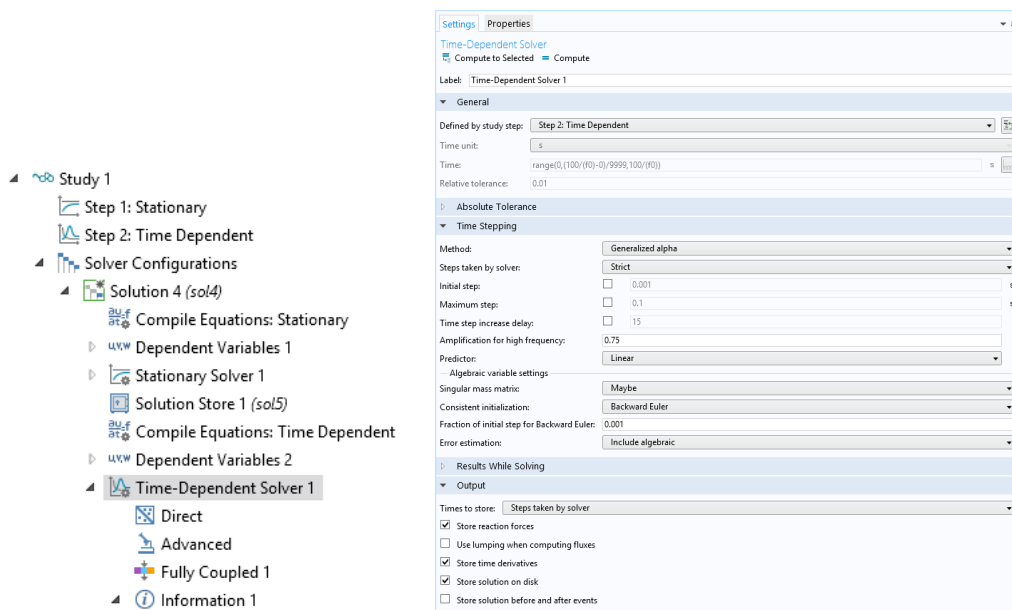 Study 1
Step 1: Stationary
Step 2: Time Dependent
Solver Configurations
Solution 4 (sol4)
Compile Equations: Stationary
u,v,w Dependent Variables 1
Stationary Solver 1
Solution Store 1 (sol5)
Compile Equations: Time Dependent
u,v,w Dependent Variables 2
Time-Dependent Solver 1
Direct
Advanced
Fully Coupled 1
Information 1
Settings Properties
Time-Dependent Solver
Compute to Selected = Compute
Label: Time-Dependent Solver 1
General
Defined by study step: Step 2: Time Dependent
Time unit: s
Time: range(0,(100/(f0)-0)/9999,100/(f0)) s
Relative tolerance: 0.01
Absolute Tolerance
Time Stepping
Method: Generalized alpha
Steps taken by solver: Strict
Initial step: 0.001 s
Maximum step: 0.1 s
Time step increase delay: 15
Amplification for high frequency: 0.75
Predictor: Linear
Algebraic variable settings
Singular mass matrix: Maybe
Consistent initialization: Backward Euler
Fraction of initial step for Backward Euler: 0.001
Error estimation: Include algebraic
Results While Solving
Output
Times to store: Steps taken by solver
Store reaction forces
Use lumping when computing fluxes
Store time derivatives
Store solution on disk
Store solution before and after events